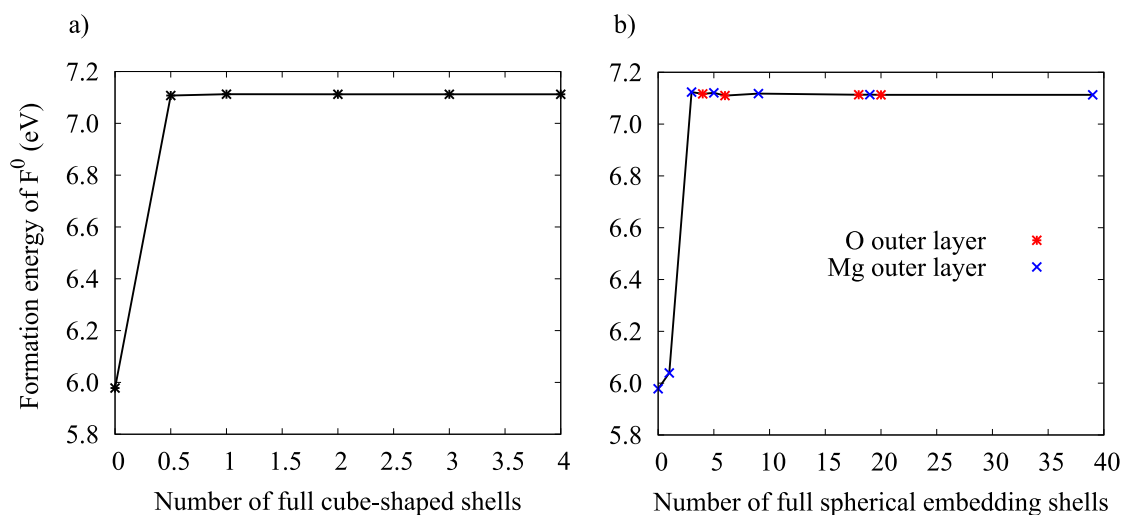 a)
Formation energy of F⁰ (eV)
7.2
7.0
6.8
6.6
6.4
6.2
6.0
5.8
0 0.5 1 1.5 2 2.5 3 3.5 4
Number of full cube-shaped shells
b)
7.2
7.0
6.8
6.6
6.4
6.2
6.0
5.8
O outer layer
Mg outer layer
0 5 10 15 20 25 30 35 40
Number of full spherical embedding shells